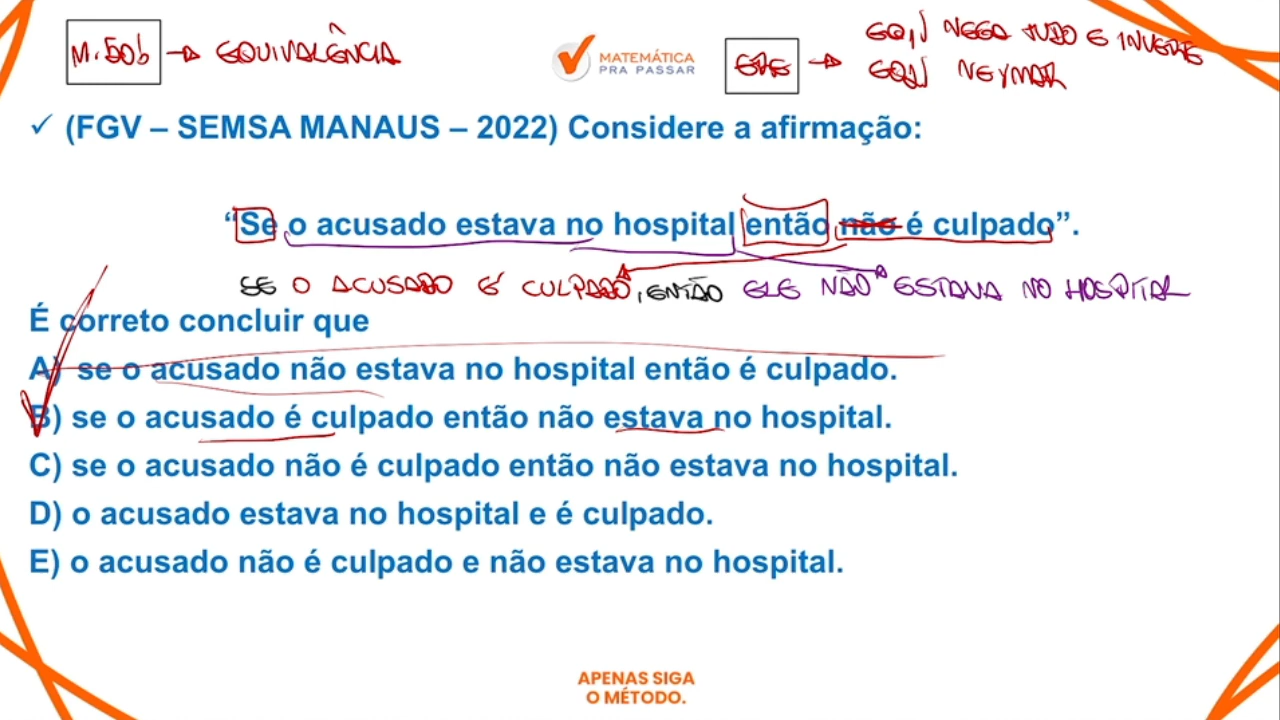 M. 50b → EQUIVALÊNCIA
MATEMÁTICA
PRA PASSAR
→ EQ1) NEGA TUDO E INVERTE
EQ2) NEYMAR
✓ (FGV – SEMSA MANAUS – 2022) Considere a afirmação:
“Se o acusado estava no hospital então não é culpado”.
SE O ACUSADO É CULPADO, ENTÃO ELE NÃO ESTAVA NO HOSPITAL
É correto concluir que
A) se o acusado não estava no hospital então é culpado.
B) se o acusado é culpado então não estava no hospital.
C) se o acusado não é culpado então não estava no hospital.
D) o acusado estava no hospital e é culpado.
E) o acusado não é culpado e não estava no hospital.
APENAS SIGA
O MÉTODO.